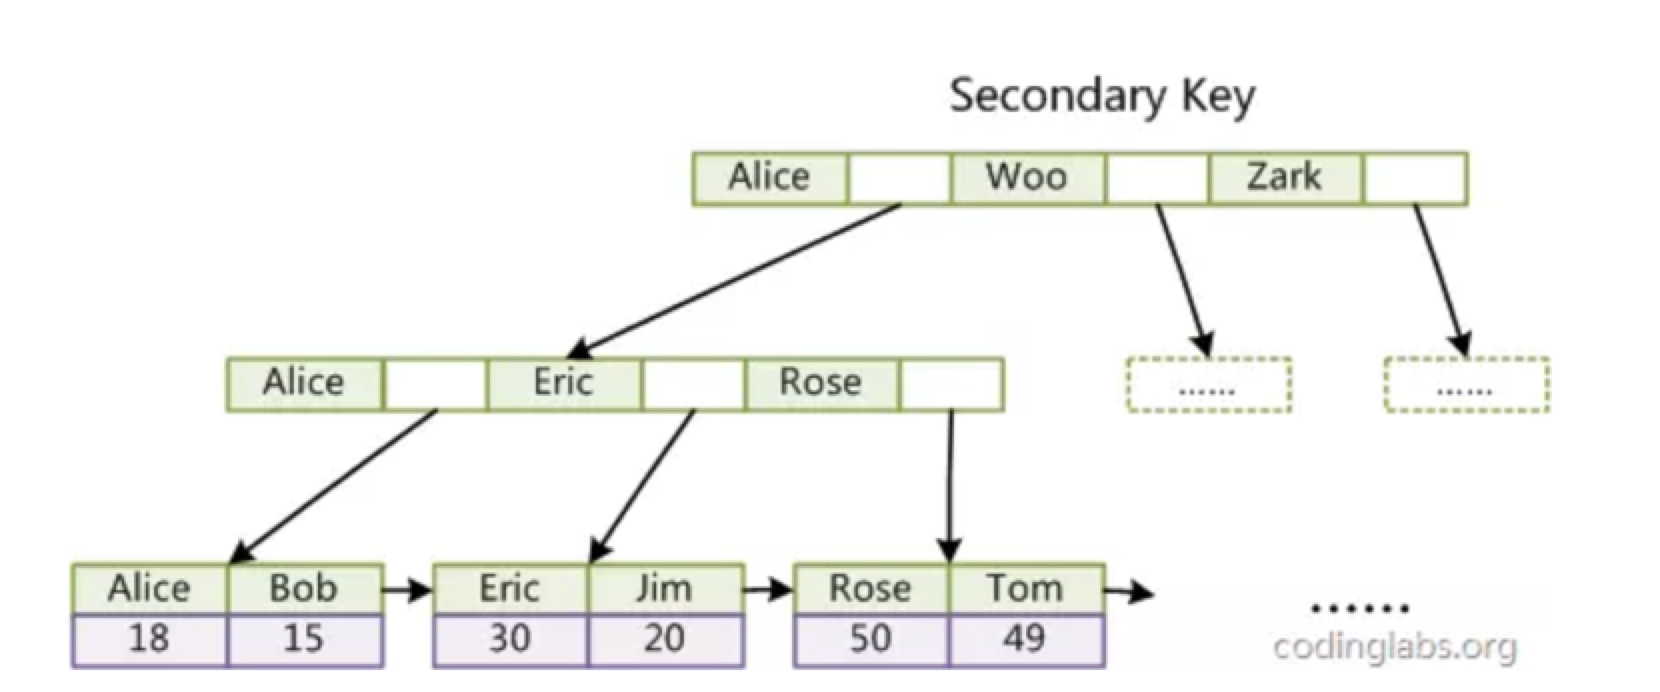 Secondary Key
Alice Woo Zark
Alice Eric Rose ...... ......
Alice Bob Eric Jim Rose Tom
18 15 30 20 50 49
......
codinglabs.org